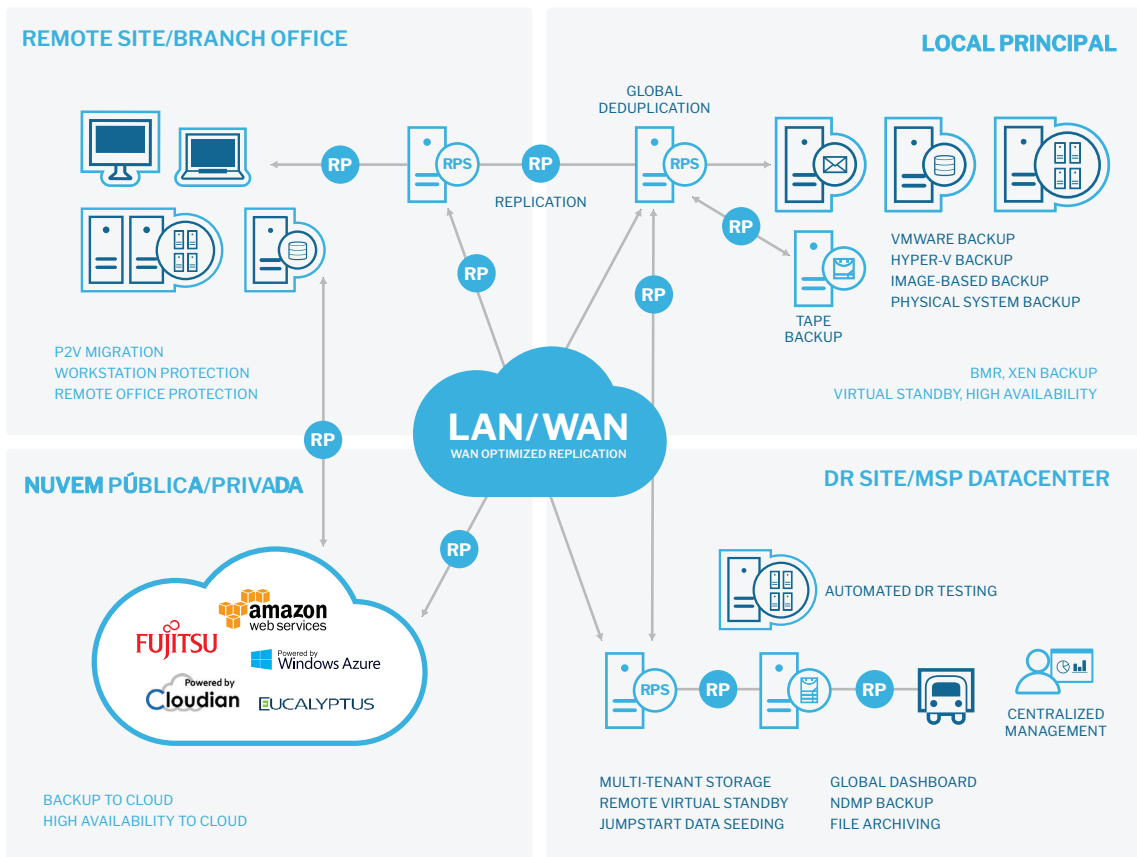 REMOTE SITE/BRANCH OFFICE
RP
RPS
RP
REPLICATION
RP
P2V MIGRATION
WORKSTATION PROTECTION
REMOTE OFFICE PROTECTION
RP
LOCAL PRINCIPAL
GLOBAL
DEDUPLICATION
RPS
RP
RP
TAPE
BACKUP
VMWARE BACKUP
HYPER-V BACKUP
IMAGE-BASED BACKUP
PHYSICAL SYSTEM BACKUP
BMR, XEN BACKUP
VIRTUAL STANDBY, HIGH AVAILABILITY
LAN/WAN
WAN OPTIMIZED REPLICATION
NUVEM PÚBLICA/PRIVADA
RP
amazon
web services
FUJITSU
Powered by
Windows Azure
Powered by
Cloudian
EUCALYPTUS
BACKUP TO CLOUD
HIGH AVAILABILITY TO CLOUD
DR SITE/MSP DATACENTER
AUTOMATED DR TESTING
RPS
RP
RP
CENTRALIZED
MANAGEMENT
MULTI-TENANT STORAGE
REMOTE VIRTUAL STANDBY
JUMPSTART DATA SEEDING
GLOBAL DASHBOARD
NDMP BACKUP
FILE ARCHIVING